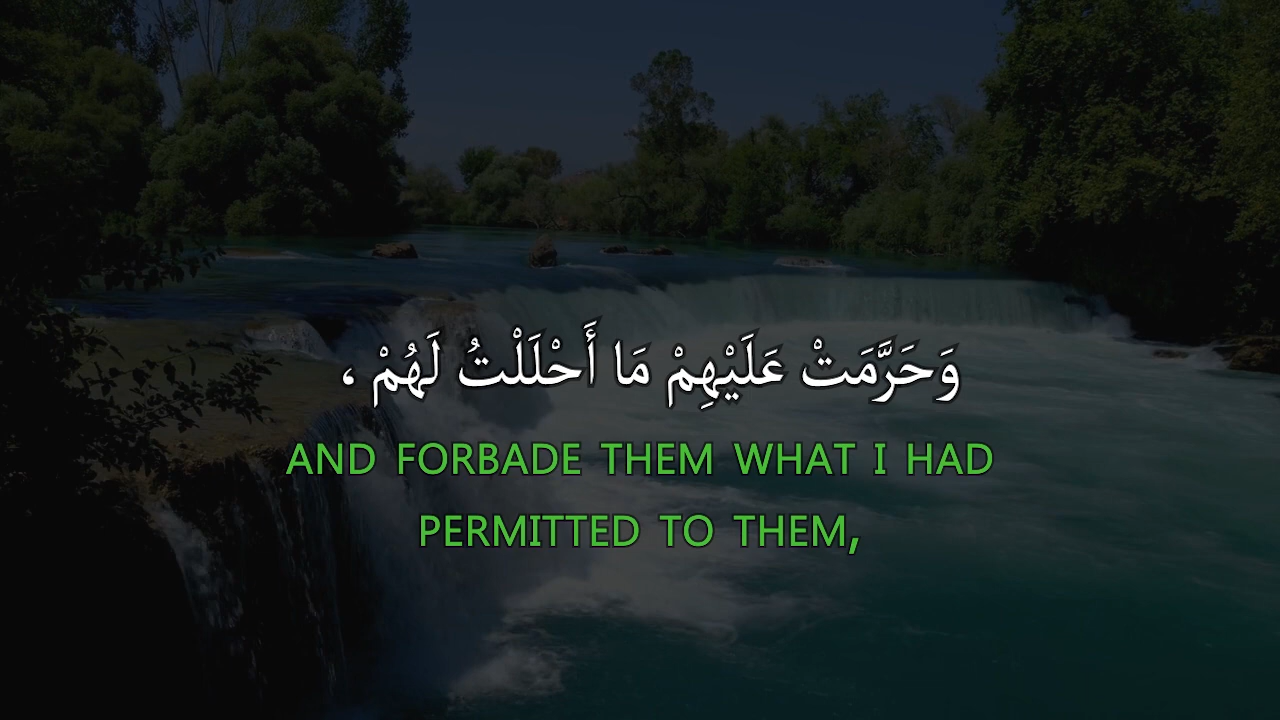 وَحَرَّمَتْ عَلَيْهِمْ مَا أَحْلَلْتُ لَهُمْ ،
AND FORBADE THEM WHAT I HAD
PERMITTED TO THEM,